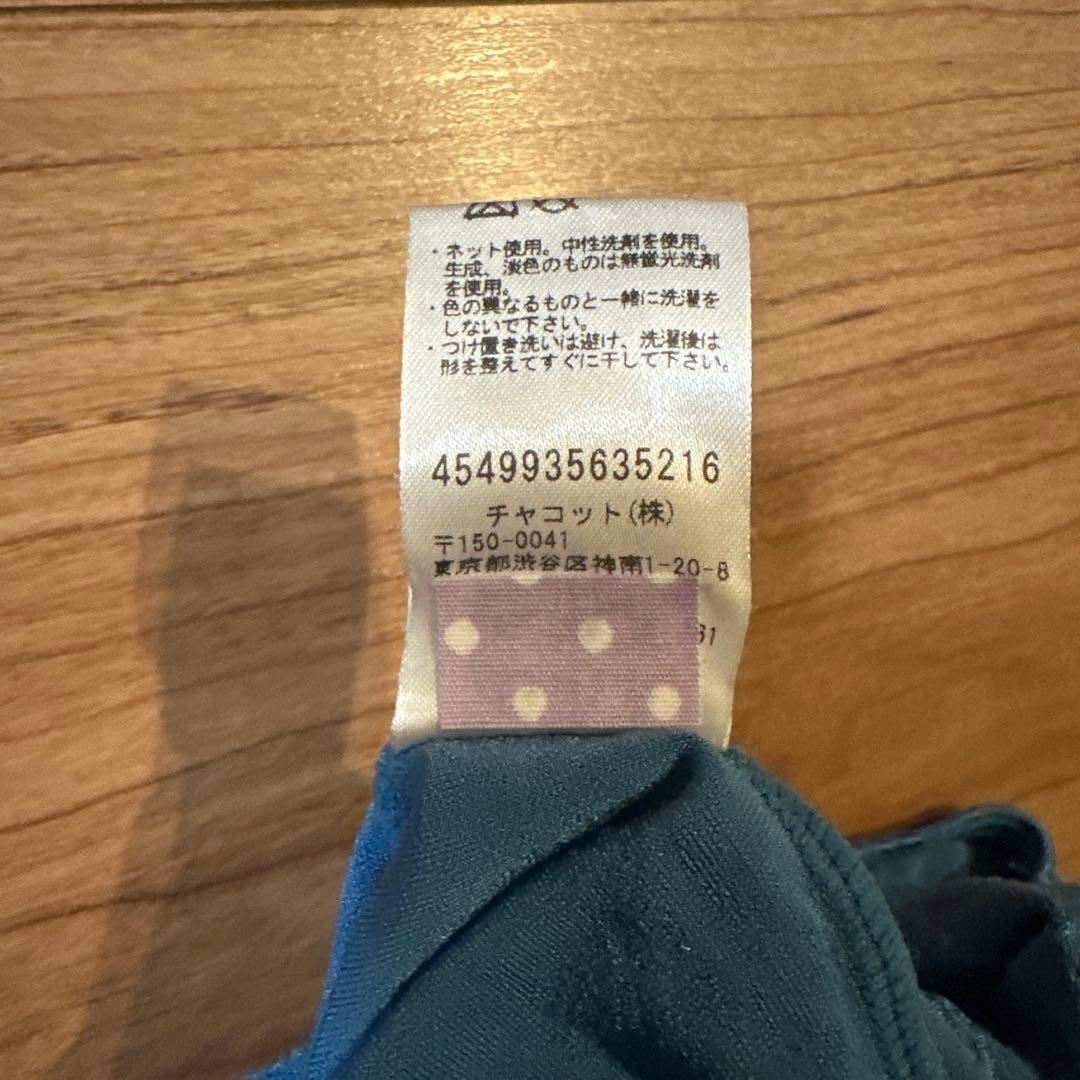 ・ネット使用。中性洗剤を使用。
生成、淡色のものは無蛍光洗剤
を使用。
・色の異なるものと一緒に洗濯を
しないで下さい。
・つけ置き洗いは避け、洗濯後は
形を整えてすぐに干して下さい。
4549935635216
チャコット(株)
〒150-0041
東京都渋谷区神南1-20-8
61